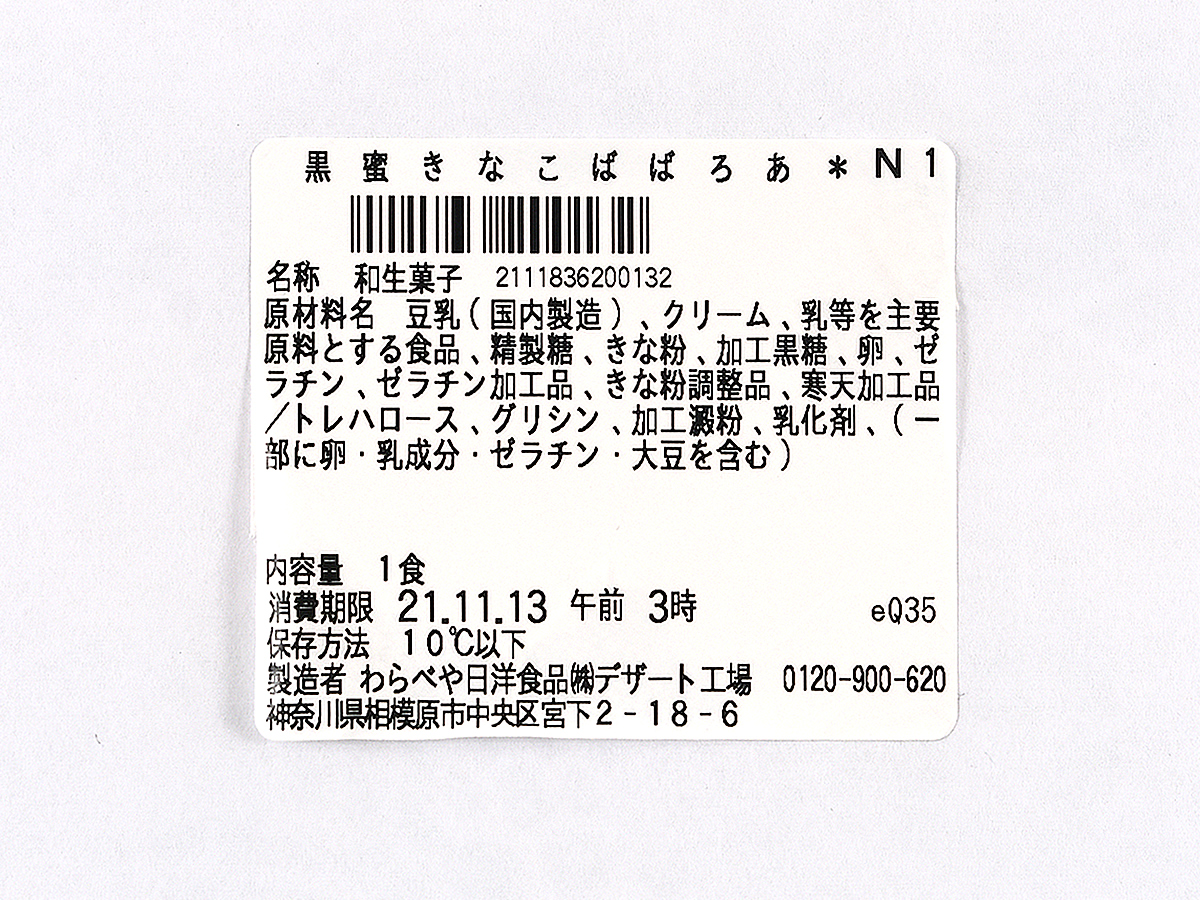 黒蜜きなこばばろあ*N1
名称 和生菓子 2111836200132
原材料名 豆乳(国内製造)、クリーム、乳等を主要
原料とする食品、精製糖、きな粉、加工黒糖、卵、ゼ
ラチン、ゼラチン加工品、きな粉調整品、寒天加工品
/トレハロース、グリシン、加工澱粉、乳化剤、(一
部に卵・乳成分・ゼラチン・大豆を含む)
内容量 1食
消費期限 21.11.13 午前 3時 eQ35
保存方法 10℃以下
製造者 わらべや日洋食品㈱デザート工場 0120-900-620
神奈川県相模原市中央区宮下2-18-6